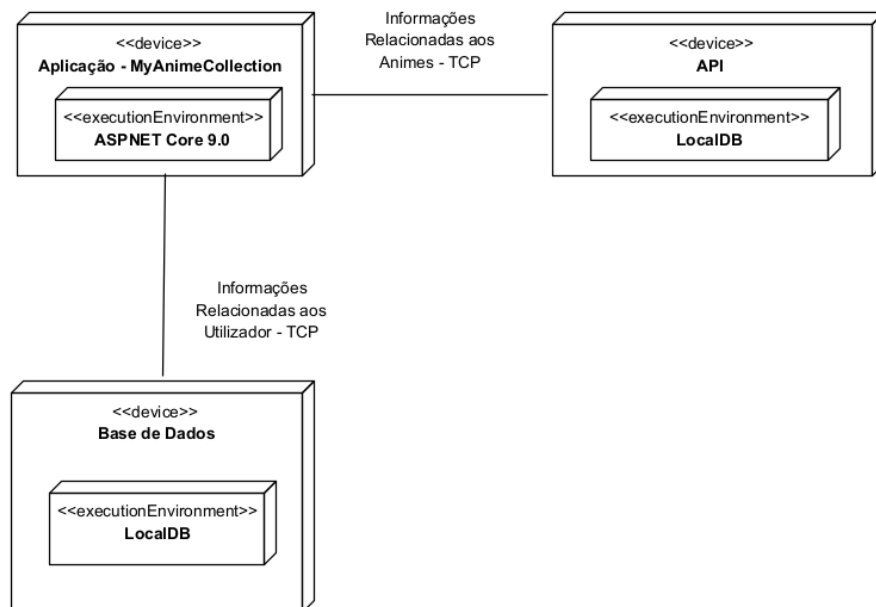 <<device>>
Aplicação - MyAnimeCollection
<<executionEnvironment>>
ASPNET Core 9.0
Informações
Relacionadas aos
Animes - TCP
<<device>>
API
<<executionEnvironment>>
LocalDB
Informações
Relacionadas aos
Utilizador - TCP
<<device>>
Base de Dados
<<executionEnvironment>>
LocalDB